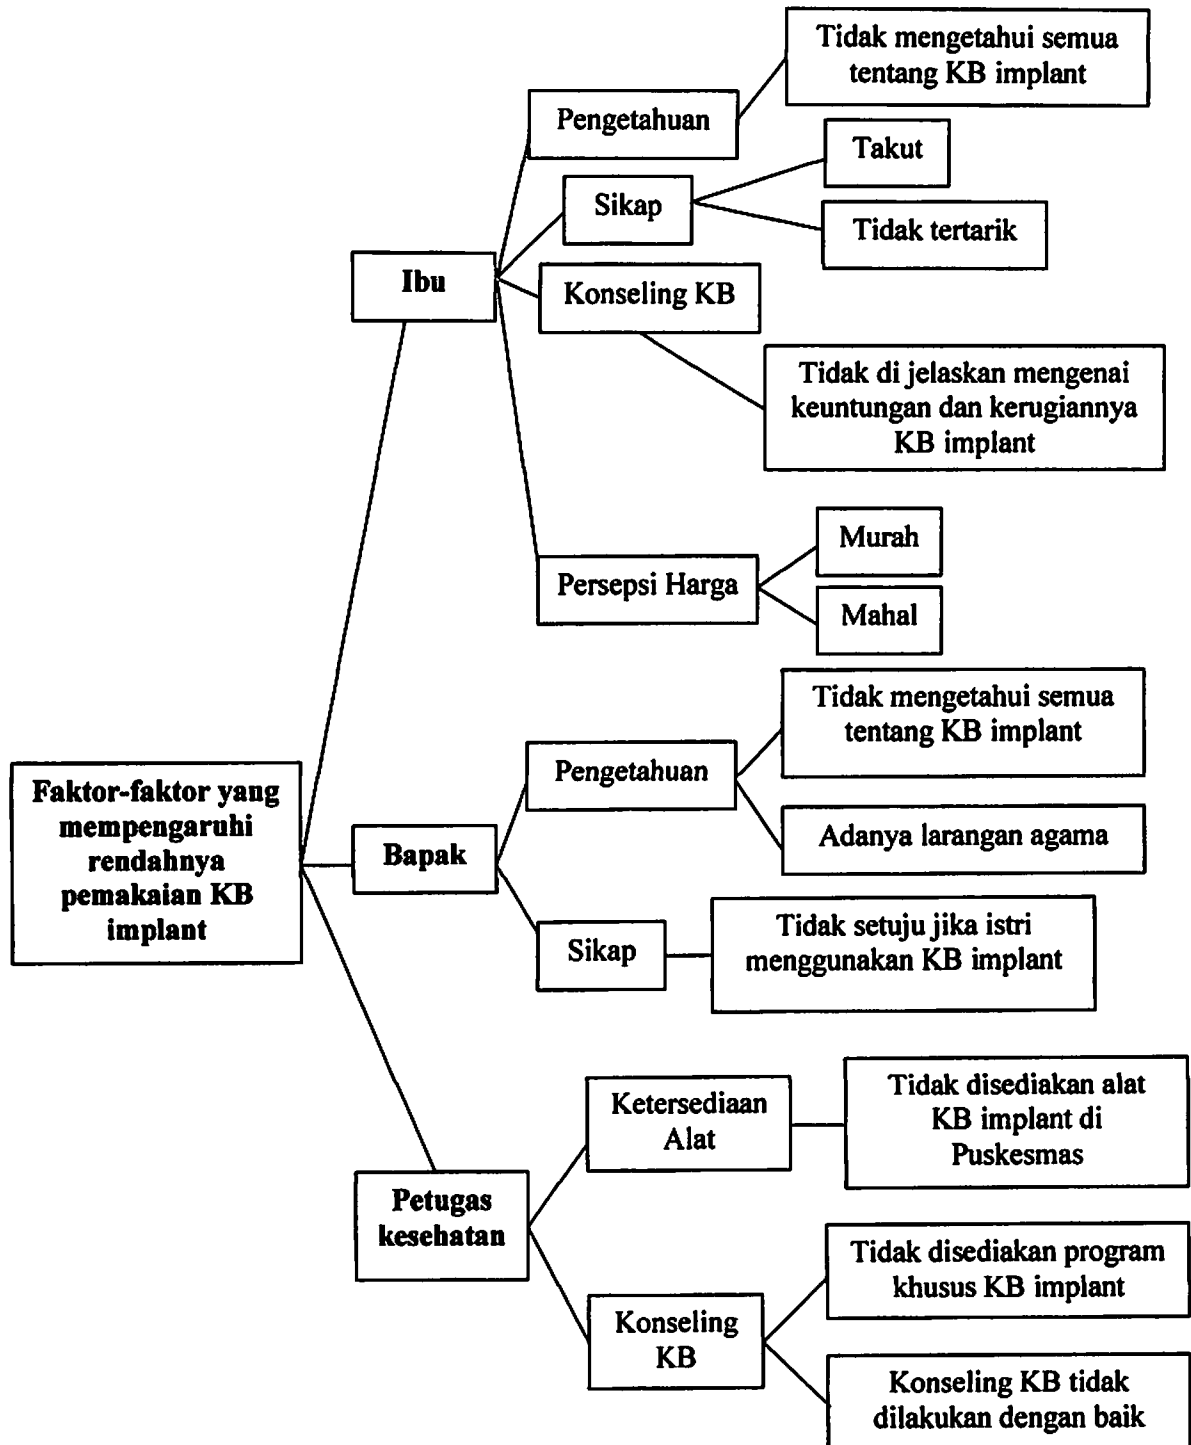 Tidak mengetahui semua
tentang KB implant
Pengetahuan
Takut
Sikap
Tidak tertarik
Ibu
Konseling KB
Tidak di jelaskan mengenai
keuntungan dan kerugiannya
KB implant
Murah
Persepsi Harga
Mahal
Tidak mengetahui semua
tentang KB implant
Pengetahuan
Adanya larangan agama
Faktor-faktor yang
mempengaruhi
rendahnya
pemakaian KB
implant
Bapak
Tidak setuju jika istri
menggunakan KB implant
Sikap
Ketersediaan
Alat
Tidak disediakan alat
KB implant di
Puskesmas
Petugas
kesehatan
Tidak disediakan program
khusus KB implant
Konseling
KB
Konseling KB tidak
dilakukan dengan baik